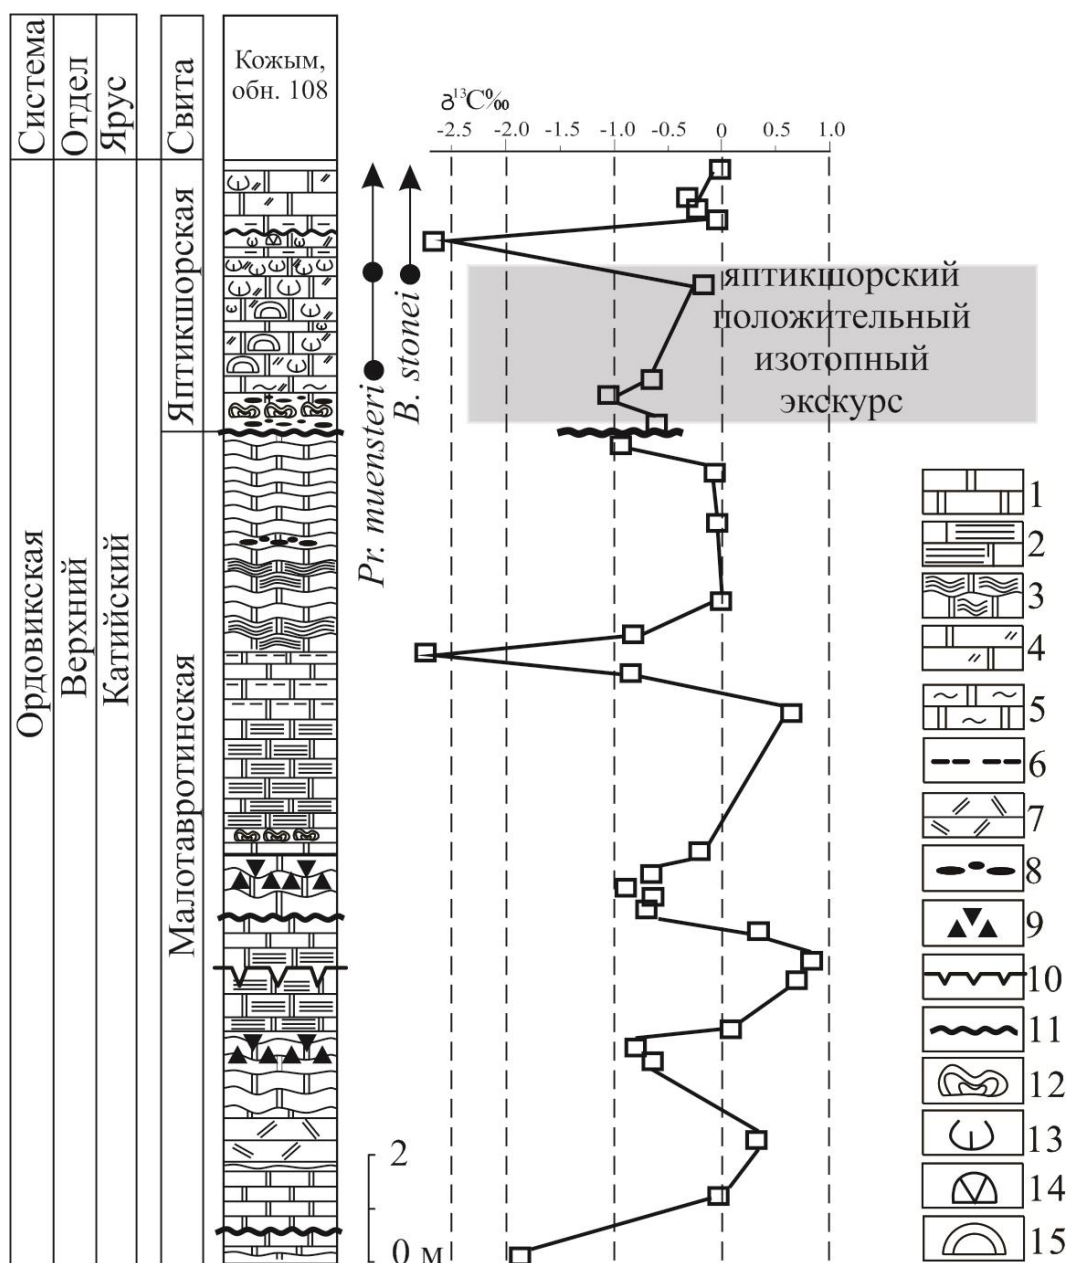 Система
Отдел
Ярус
Свита
Кожым,
обн. 108
∂¹³C‰
-2.5 -2.0 -1.5 -1.0 -0.5 0 0.5 1.0
Ордовикская
Верхний
Катийский
Яптикшорская
Малотавротинская
Pr. muensteri
B. stonei
яптикшорский
положительный
изотопный
экскурс
2
0 м
1
2
3
4
5
6
7
8
9
10
11
12
13
14
15